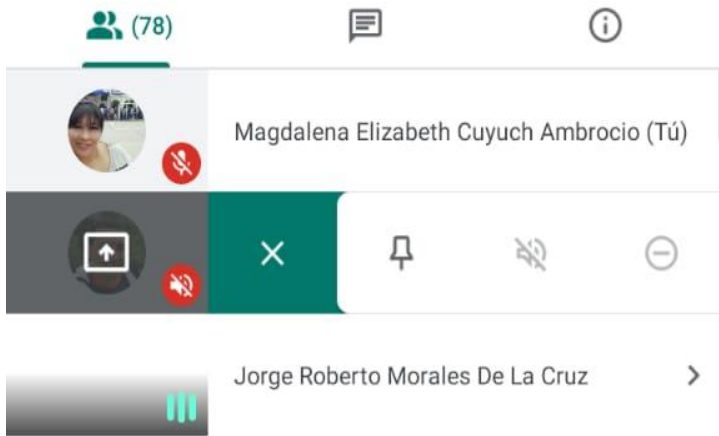 (78)
Magdalena Elizabeth Cuyuch Ambrocio (Tú)
Jorge Roberto Morales De La Cruz